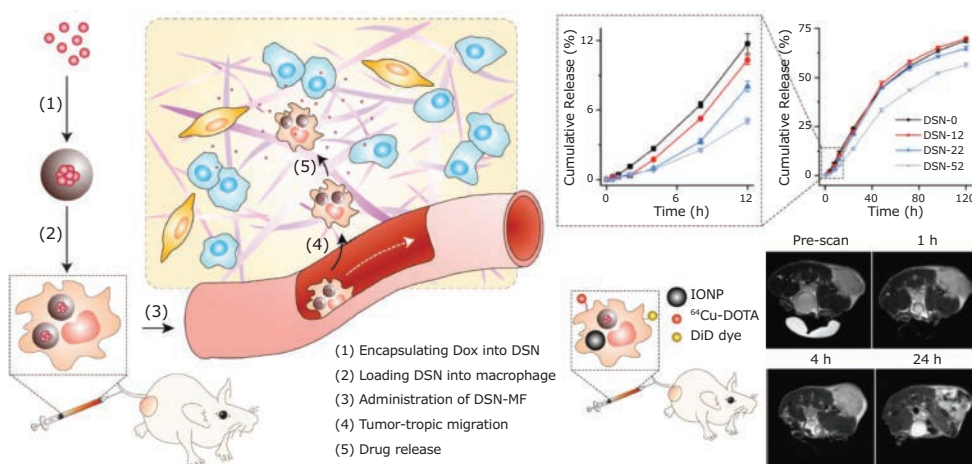 (1)
(2)
(3)
(4)
(5)
(1) Encapsulating Dox into DSN
(2) Loading DSN into macrophage
(3) Administration of DSN-MF
(4) Tumor-tropic migration
(5) Drug release
Cumulative Release (%)
12
8
4
0
0
6
12
Time (h)
Cumulative Release (%)
75
50
25
0
0
40
80
120
Time (h)
DSN-0
DSN-12
DSN-22
DSN-52
IONP
⁶⁴Cu-DOTA
DiD dye
Pre-scan
1 h
4 h
24 h